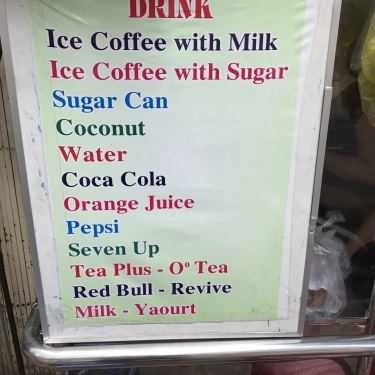 DRINK
Ice Coffee with Milk
Ice Coffee with Sugar
Sugar Can
Coconut
Water
Coca Cola
Orange Juice
Pepsi
Seven Up
Tea Plus - Oº Tea
Red Bull - Revive
Milk - Yaourt